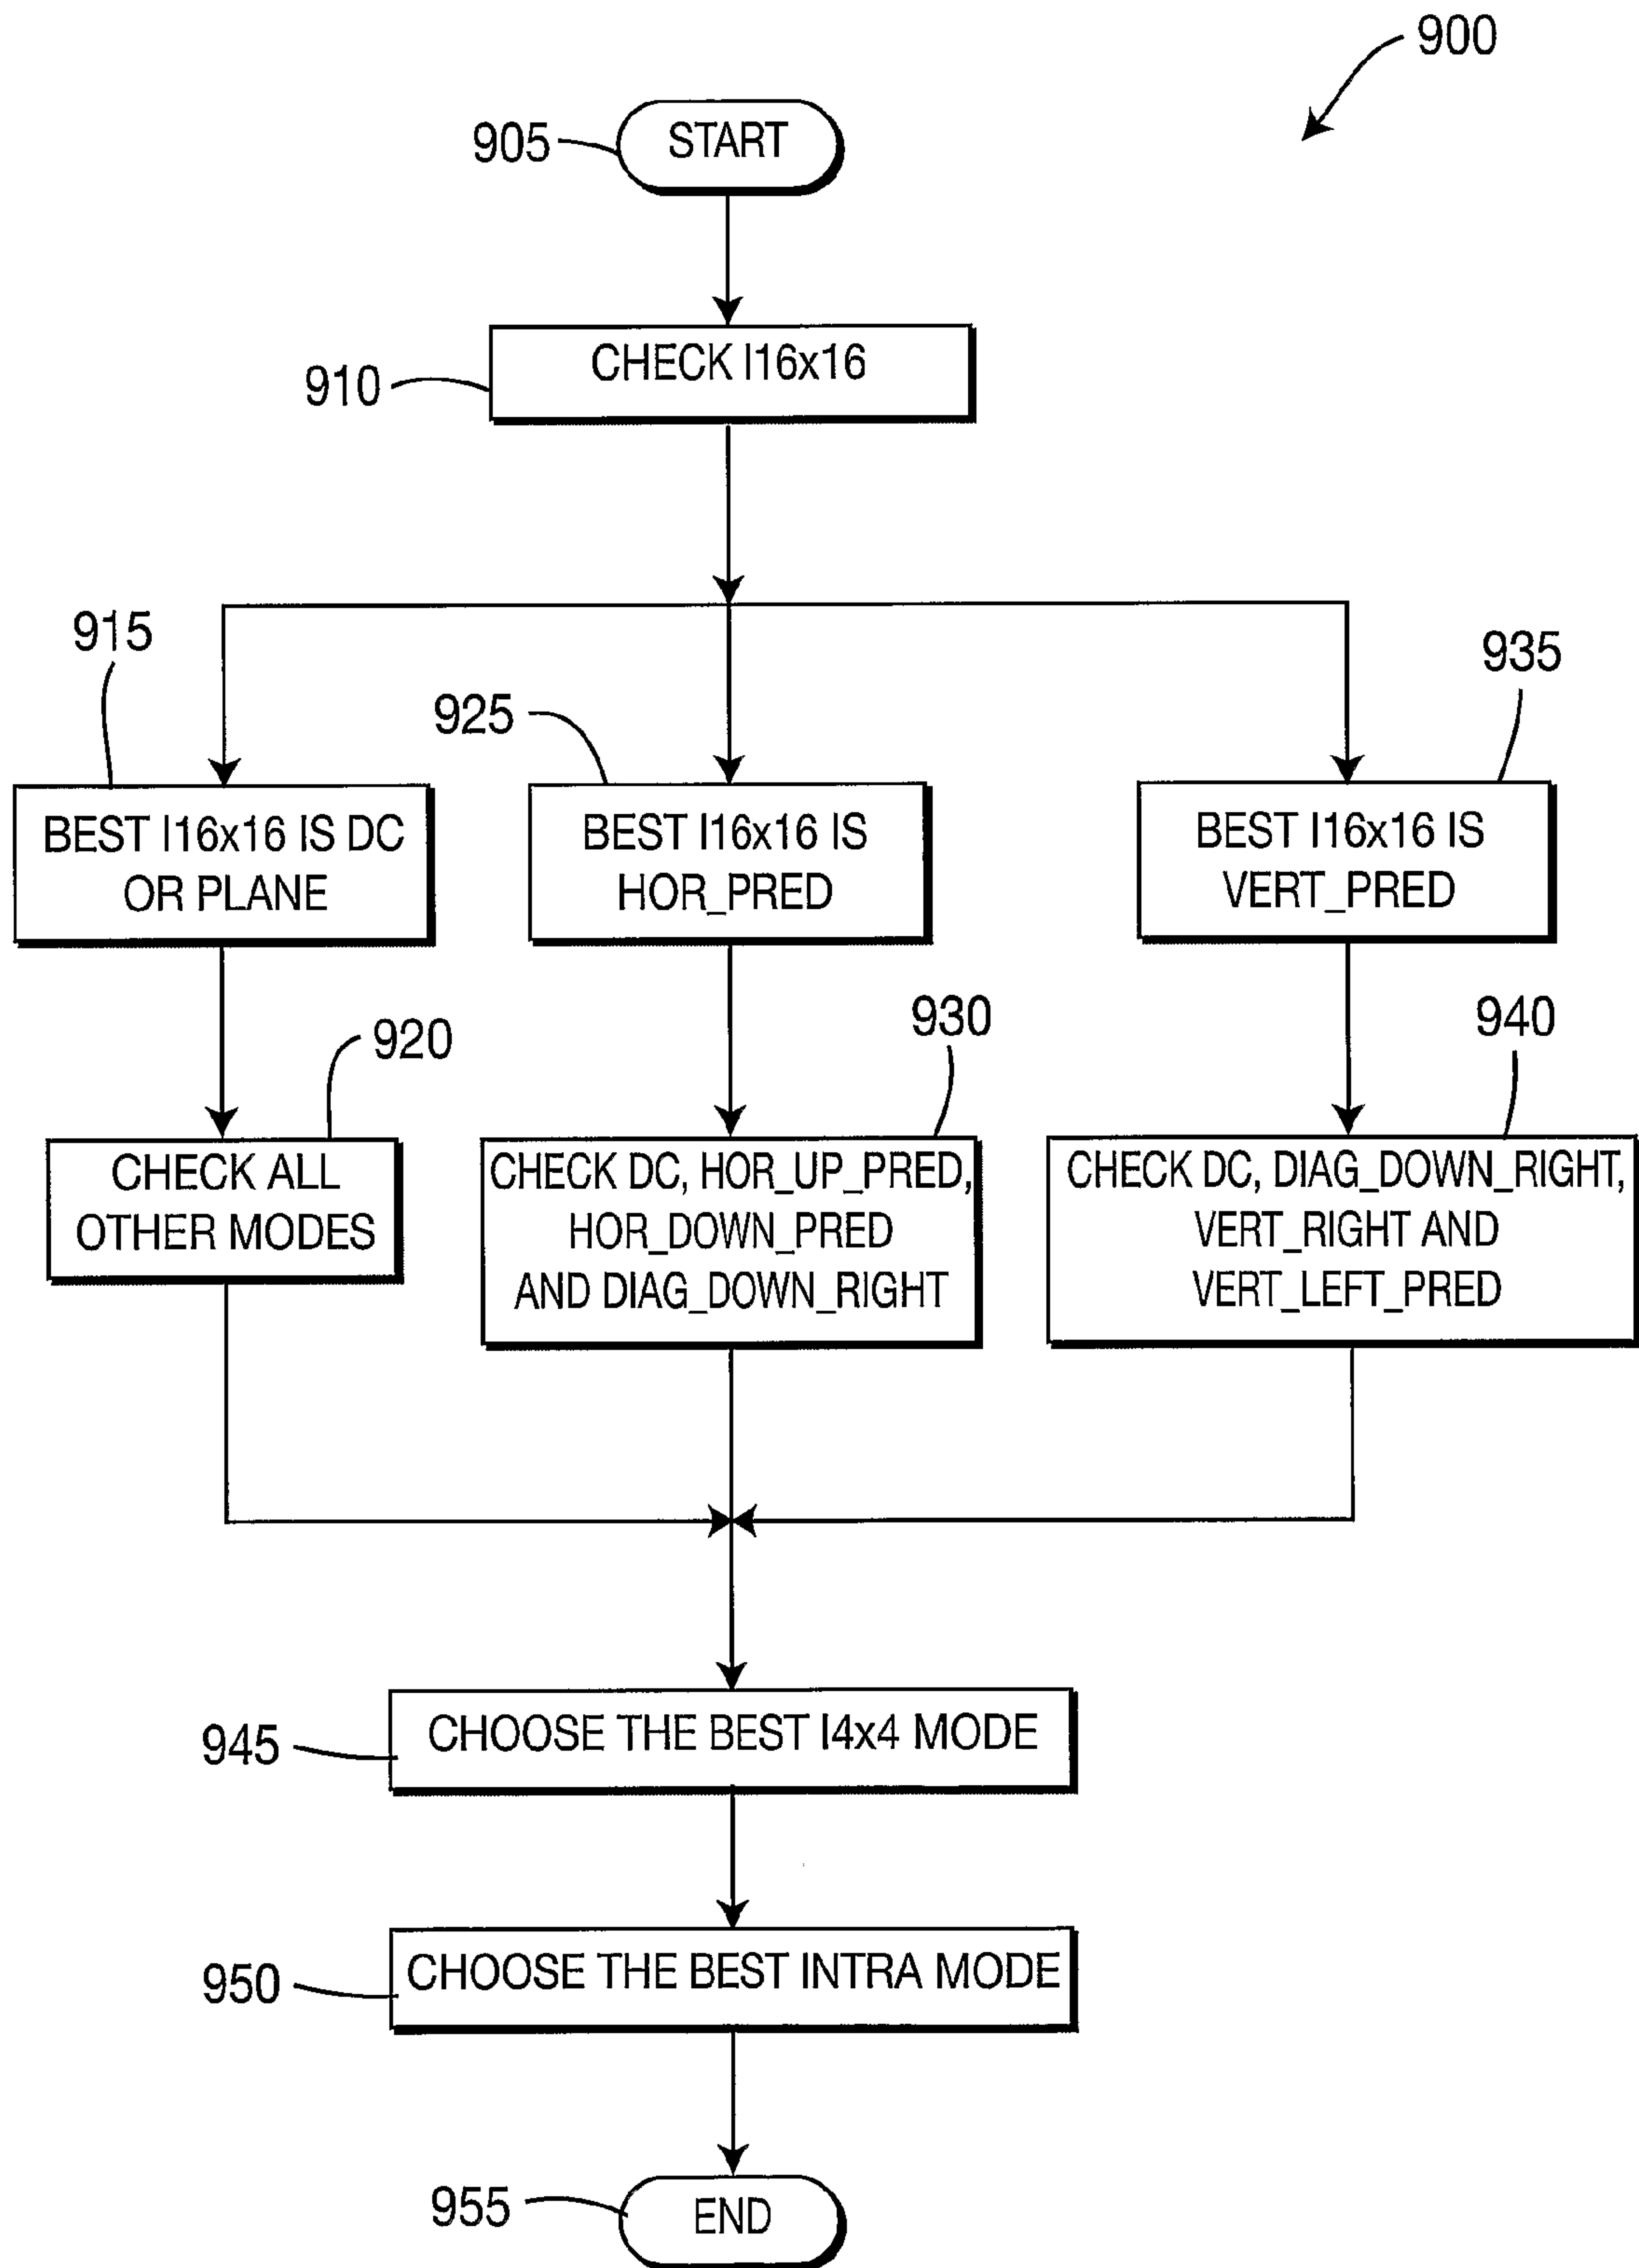 900
905
START
910
CHECK I16x16
915
925
935
BEST I16x16 IS DC
OR PLANE
BEST I16x16 IS
HOR_PRED
BEST I16x16 IS
VERT_PRED
920
930
940
CHECK ALL
OTHER MODES
CHECK DC, HOR_UP_PRED,
HOR_DOWN_PRED
AND DIAG_DOWN_RIGHT
CHECK DC, DIAG_DOWN_RIGHT,
VERT_RIGHT AND
VERT_LEFT_PRED
945
CHOOSE THE BEST I4x4 MODE
950
CHOOSE THE BEST INTRA MODE
955
END